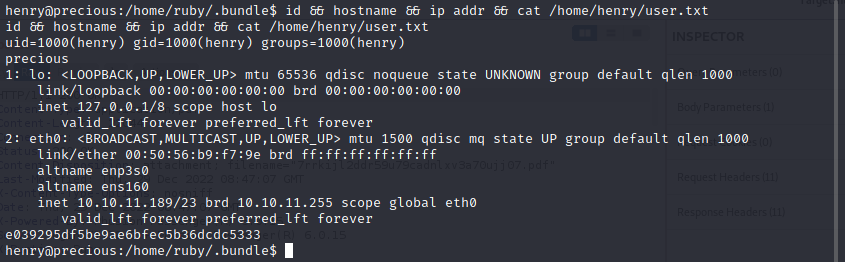 henry@precious:/home/ruby/.bundle$ id && hostname && ip addr && cat /home/henry/user.txt
id && hostname && ip addr && cat /home/henry/user.txt
uid=1000(henry) gid=1000(henry) groups=1000(henry)
precious
1: lo: <LOOPBACK,UP,LOWER_UP> mtu 65536 qdisc noqueue state UNKNOWN group default qlen 1000
    link/loopback 00:00:00:00:00:00 brd 00:00:00:00:00:00
    inet 127.0.0.1/8 scope host lo
       valid_lft forever preferred_lft forever
2: eth0: <BROADCAST,MULTICAST,UP,LOWER_UP> mtu 1500 qdisc mq state UP group default qlen 1000
    link/ether 00:50:56:b9:f7:9e brd ff:ff:ff:ff:ff:ff
    altname enp3s0
    altname ens160
    inet 10.10.11.189/23 brd 10.10.11.255 scope global eth0
       valid_lft forever preferred_lft forever
e039295df5be9ae6bfec5b36dcdc5333
henry@precious:/home/ruby/.bundle$
INSPECTOR
Body Parameters (1)
Request Headers (11)
Response Headers (11)